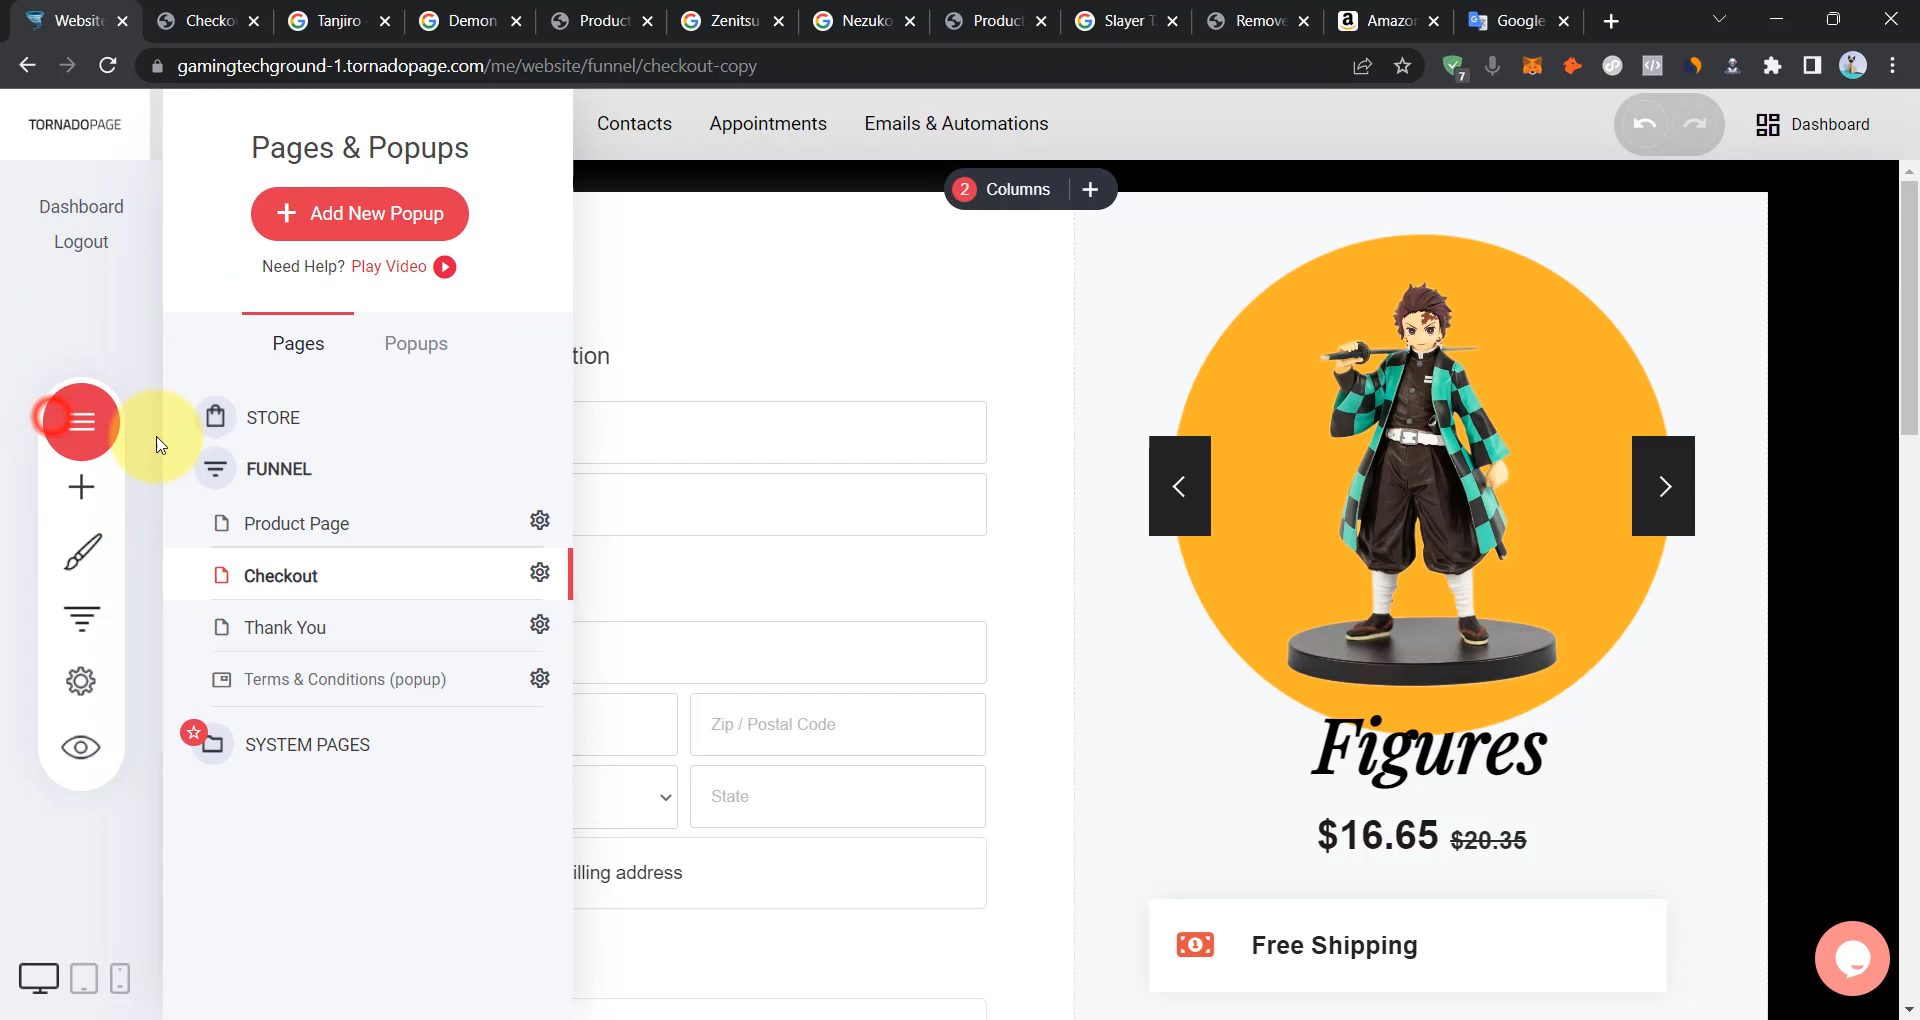 Website
Checko
Tanjiro
Demon
Product
Zenitsu
Nezuko
Product
Slayer T
Remove
Amazon
Google
gamingtechground-1.tornadopage.com/me/website/funnel/checkout-copy
7
TORNADOPAGE
Contacts
Appointments
Emails & Automations
Dashboard
Dashboard
Logout
Pages & Popups
+ Add New Popup
Need Help? Play Video
Pages
Popups
STORE
FUNNEL
Product Page
Checkout
Thank You
Terms & Conditions (popup)
SYSTEM PAGES
2 Columns +
tion
Zip / Postal Code
State
illing address
Figures
$16.65 $20.35
Free Shipping